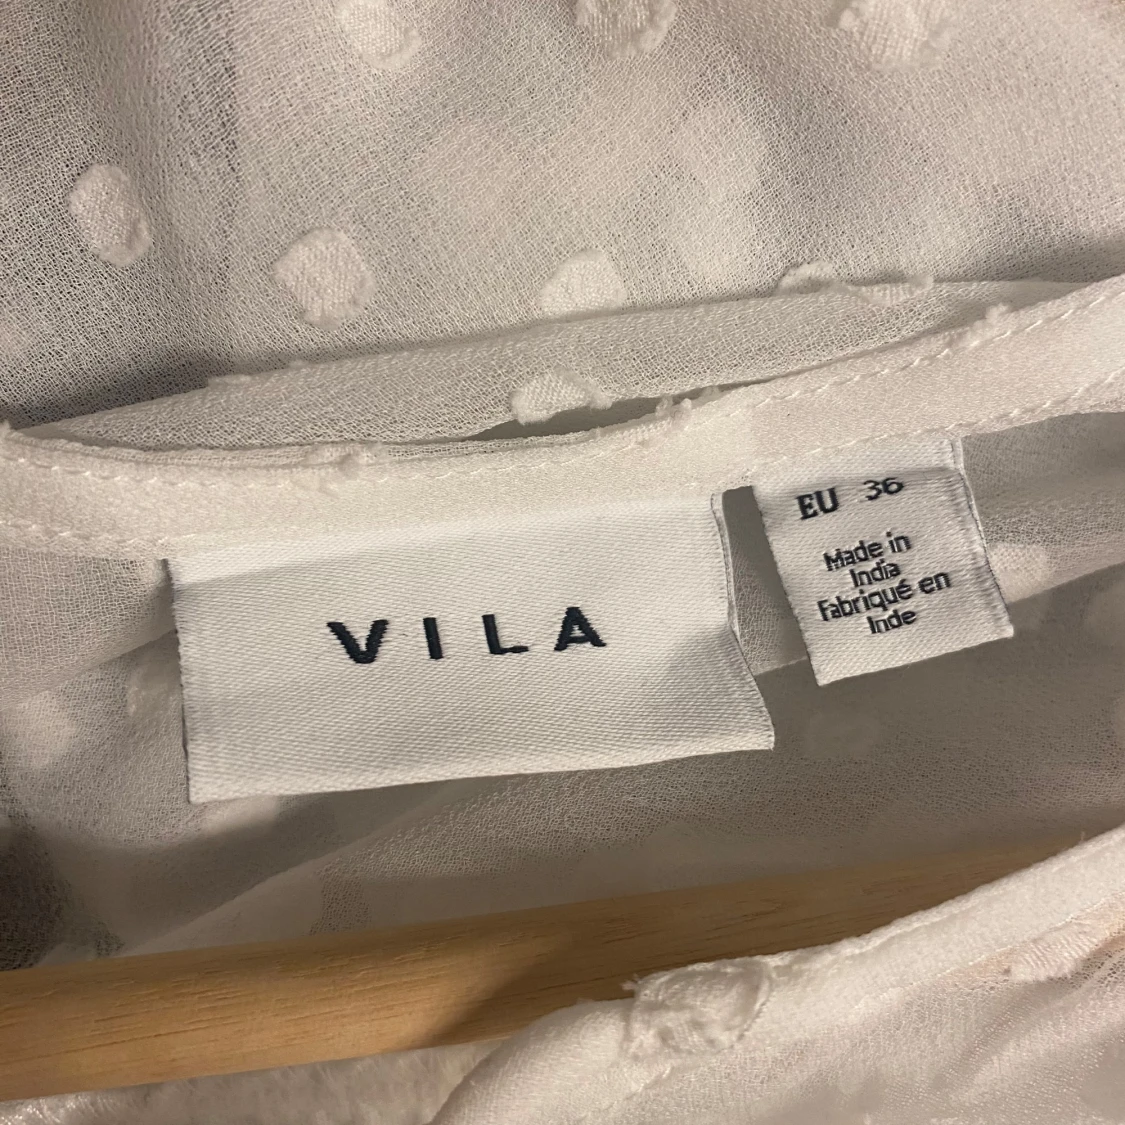 VILA
EU 36
Made in
India
Fabriqué en
Inde